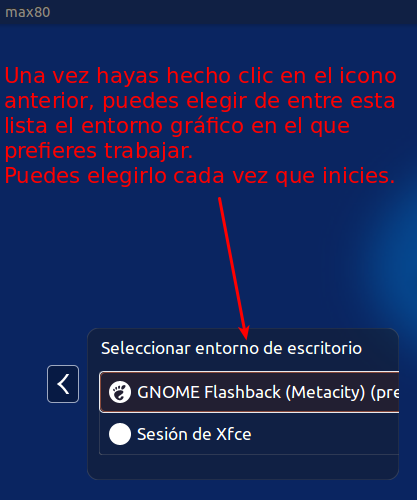 max80
Una vez hayas hecho clic en el icono
anterior, puedes elegir de entre esta
lista el entorno gráfico en el que
prefieres trabajar.
Puedes elegirlo cada vez que inicies.
Seleccionar entorno de escritorio
GNOME Flashback (Metacity) (pre
Sesión de Xfce